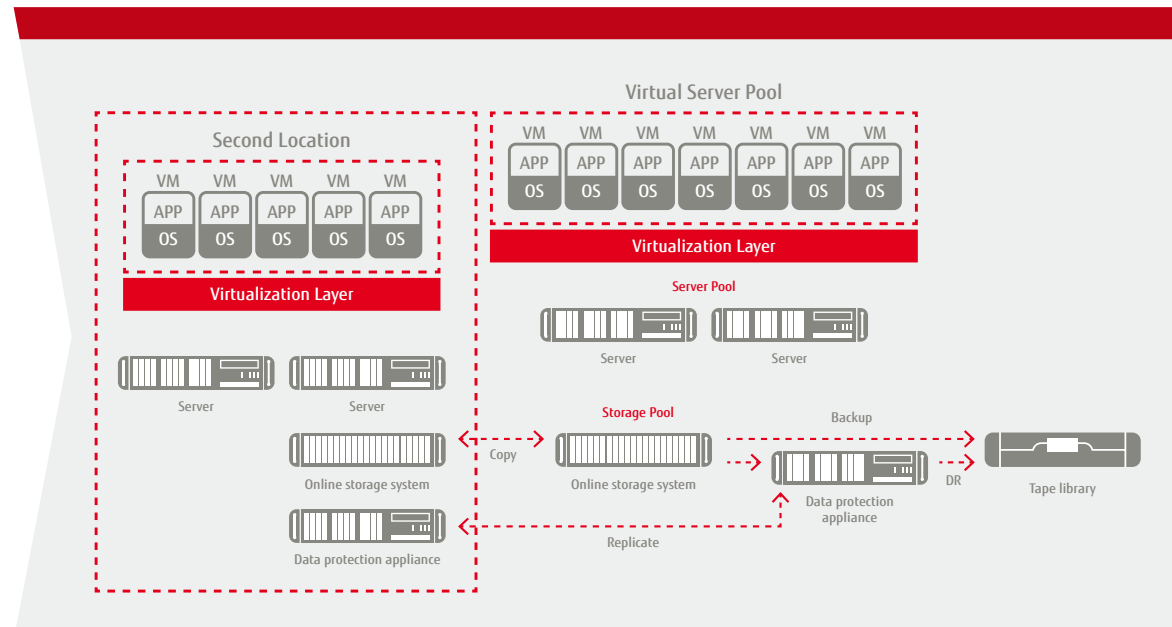 Virtual Server Pool
Second Location
VM VM VM VM VM
APP APP APP APP APP
OS OS OS OS OS
Virtualization Layer
Server Server
Online storage system
Data protection appliance
VM VM VM VM VM VM VM
APP APP APP APP APP APP APP
OS OS OS OS OS OS OS
Virtualization Layer
Server Pool
Server Server
Storage Pool
Copy
Online storage system
Backup
Data protection
appliance
DR
Tape library
Replicate